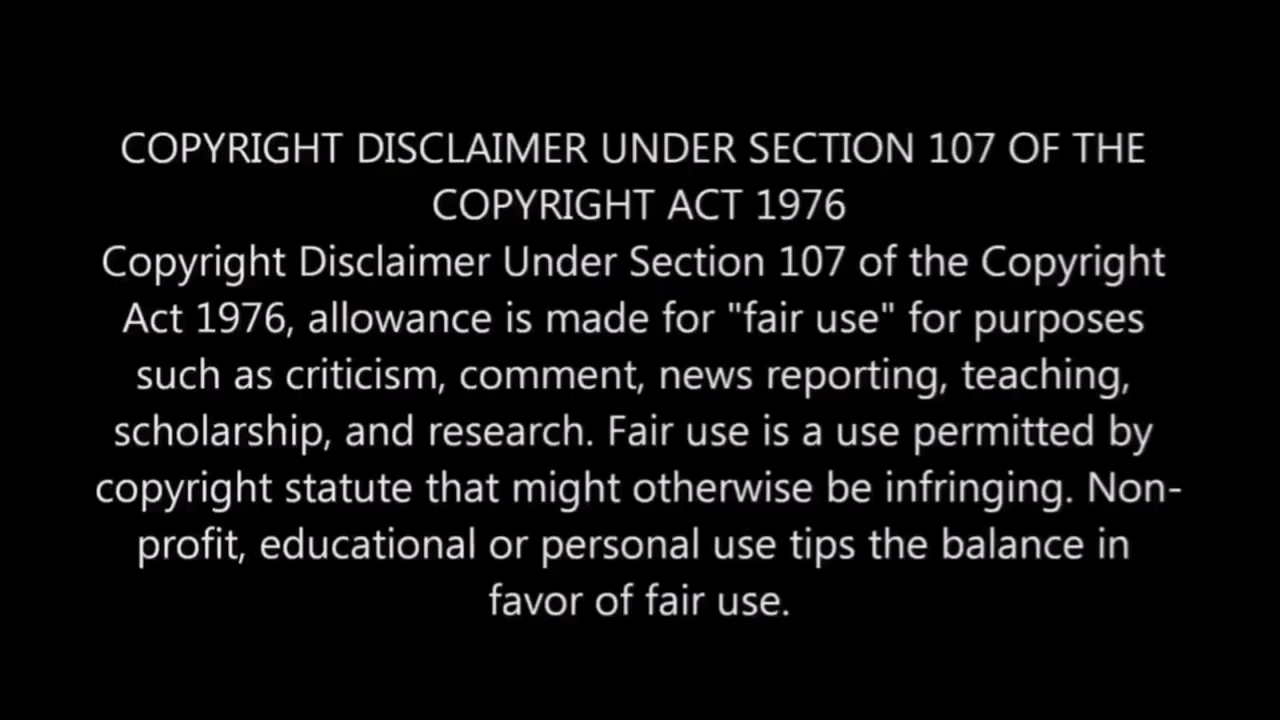 COPYRIGHT DISCLAIMER UNDER SECTION 107 OF THE
COPYRIGHT ACT 1976
Copyright Disclaimer Under Section 107 of the Copyright
Act 1976, allowance is made for "fair use" for purposes
such as criticism, comment, news reporting, teaching,
scholarship, and research. Fair use is a use permitted by
copyright statute that might otherwise be infringing. Non-
profit, educational or personal use tips the balance in
favor of fair use.